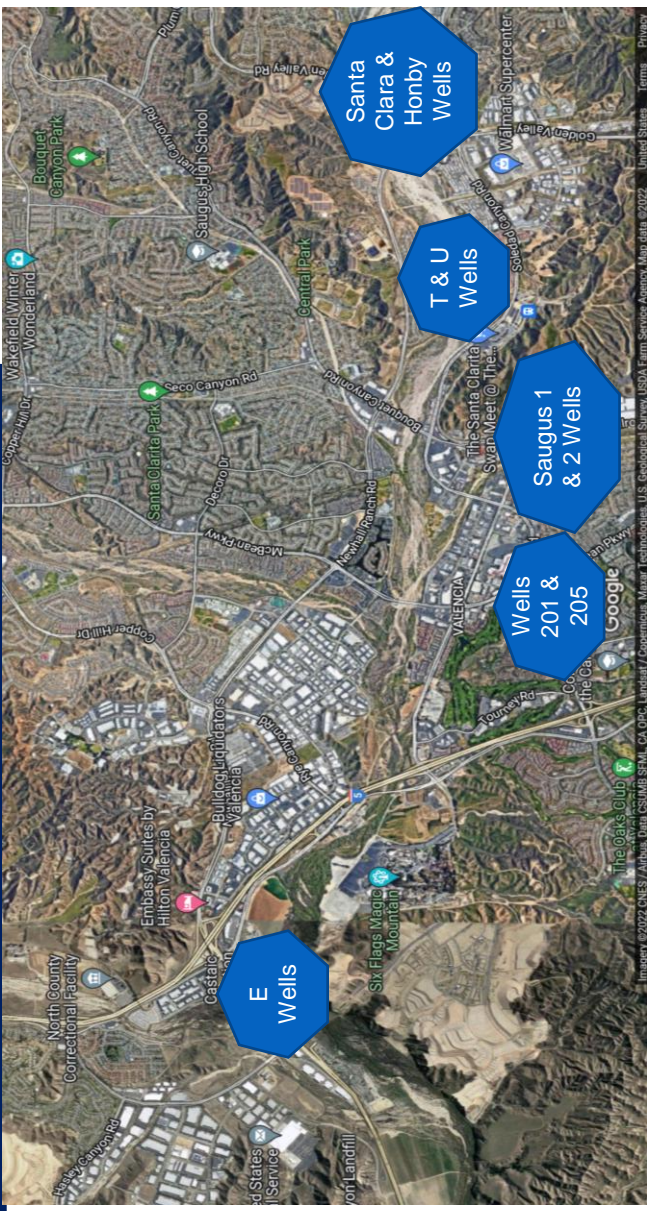 Hasley Canyon Rd
North County
Correctional Facility
Embassy Suites by
Hilton Valencia
Copper Hill Dr
Copper Hill Dr
Wakefield Winter
Wonderland
Bouquet
Canyon Park
Saugus High School
Santa Clarita Park
Seco Canyon Rd
Decoro Dr
McBean Pkwy
Newhall Ranch Rd
Central Park
Bulldog Liquidators
Valencia
Rye Canyon Rd
Castaic
E
Wells
5
Six Flags Magic
Mountain
VALENCIA
Bouquet Canyon Rd
The Santa Clarita
Swap Meet @ The...
T & U
Wells
Santa
Clara &
Honby
Wells
Soledad Canyon Rd
Walmart Supercenter
Golden Valley
Wells
201 &
205
Saugus 1
& 2 Wells
Tourney Rd
The Oaks Club
Google
Imagery ©2022 CNES / Airbus, Data CSUMB SFML, CA OPC, Landsat / Copernicus, Maxar Technologies, U.S. Geological Survey, USDA Farm Service Agency, Map data ©2022 United States Terms Privacy